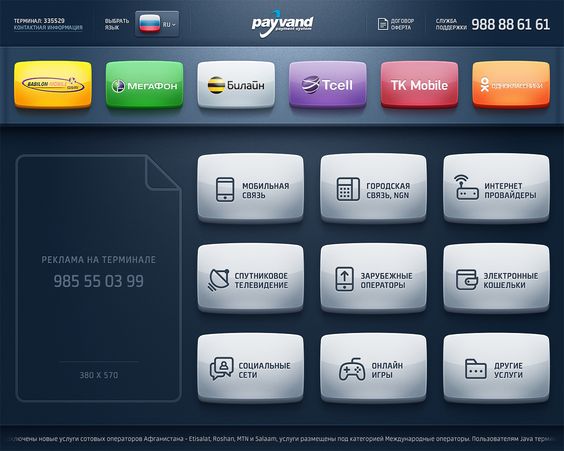 ТЕРМИНАЛ: 335529
КОНТАКТНАЯ ИНФОРМАЦИЯ
ВЫБРАТЬ
ЯЗЫК
RU
payvand
payment system
ДОГОВОР
ОФЕРТА
СЛУЖБА
ПОДДЕРЖКИ
988 88 61 61
BABILON MOBILE
МЕГАФОН
Билайн
Tcell
TK Mobile
ОДНОКЛАССНИКИ
РЕКЛАМА НА ТЕРМИНАЛЕ
985 55 03 99
380 X 570
МОБИЛЬНАЯ
СВЯЗЬ
ГОРОДСКАЯ
СВЯЗЬ, NGN
ИНТЕРНЕТ
ПРОВАЙДЕРЫ
СПУТНИКОВОЕ
ТЕЛЕВИДЕНИЕ
ЗАРУБЕЖНЫЕ
ОПЕРАТОРЫ
ЭЛЕКТРОННЫЕ
КОШЕЛЬКИ
СОЦИАЛЬНЫЕ
СЕТИ
ОНЛАЙН
ИГРЫ
ДРУГИЕ
УСЛУГИ
ключены новые услуги сотовых операторов Афганистана - Etisalat, Roshan, MTN и Salaam, услуги размещены под категорией Международные операторы. Пользователям Java терми